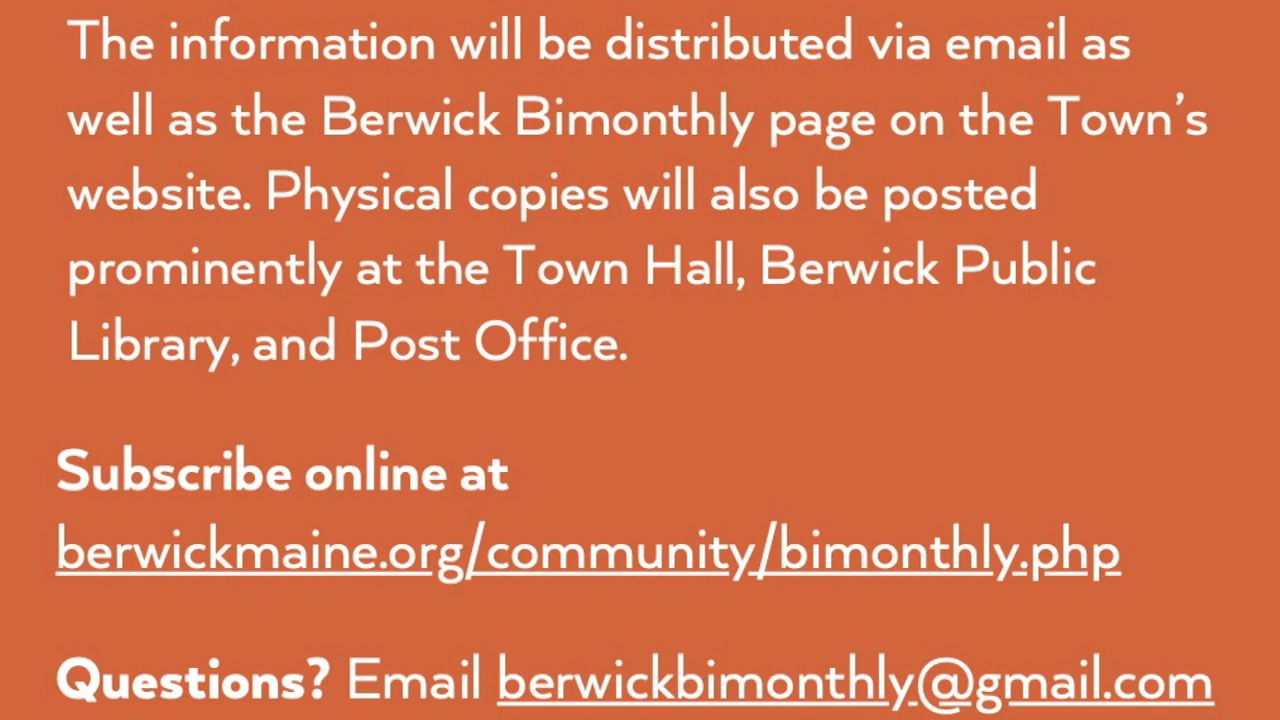 The information will be distributed via email as
well as the Berwick Bimonthly page on the Town’s
website. Physical copies will also be posted
prominently at the Town Hall, Berwick Public
Library, and Post Office.
Subscribe online at
berwickmaine.org/community/bimonthly.php
Questions? Email berwickbimonthly@gmail.com